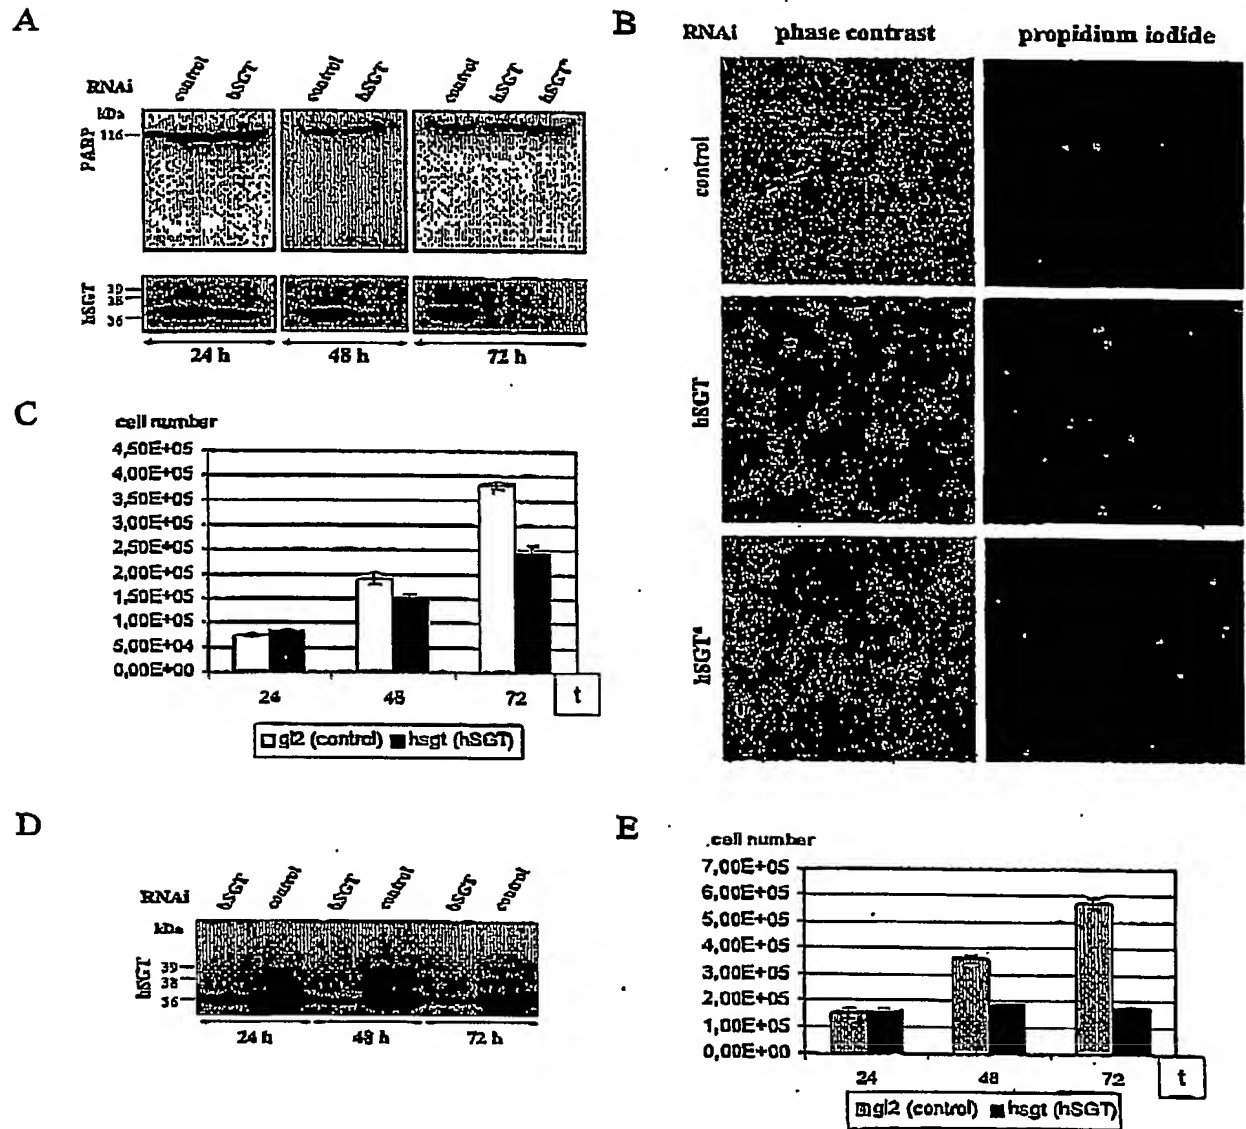 A
RNAi control hSGT control hSGT control hSGT hSGT*
kDa
PARP
116
hSGT
39
38
36
24 h 48 h 72 h
B
RNAi phase contrast propidium iodide
control
hSGT
C
cell number
4,50E+05
4,00E+05
3,50E+05
3,00E+05
2,50E+05
2,00E+05
1,50E+05
1,00E+05
5,00E+04
0,00E+00
24 48 72 t
gl2 (control) hsgt (hSGT)
D
RNAi hSGT control hSGT control hSGT control
kDa
hSGT
39
38
36
24 h 48 h 72 h
E
cell number
7,00E+05
6,00E+05
5,00E+05
4,00E+05
3,00E+05
2,00E+05
1,00E+05
0,00E+00
24 48 72 t
gl2 (control) hsgt (hSGT)